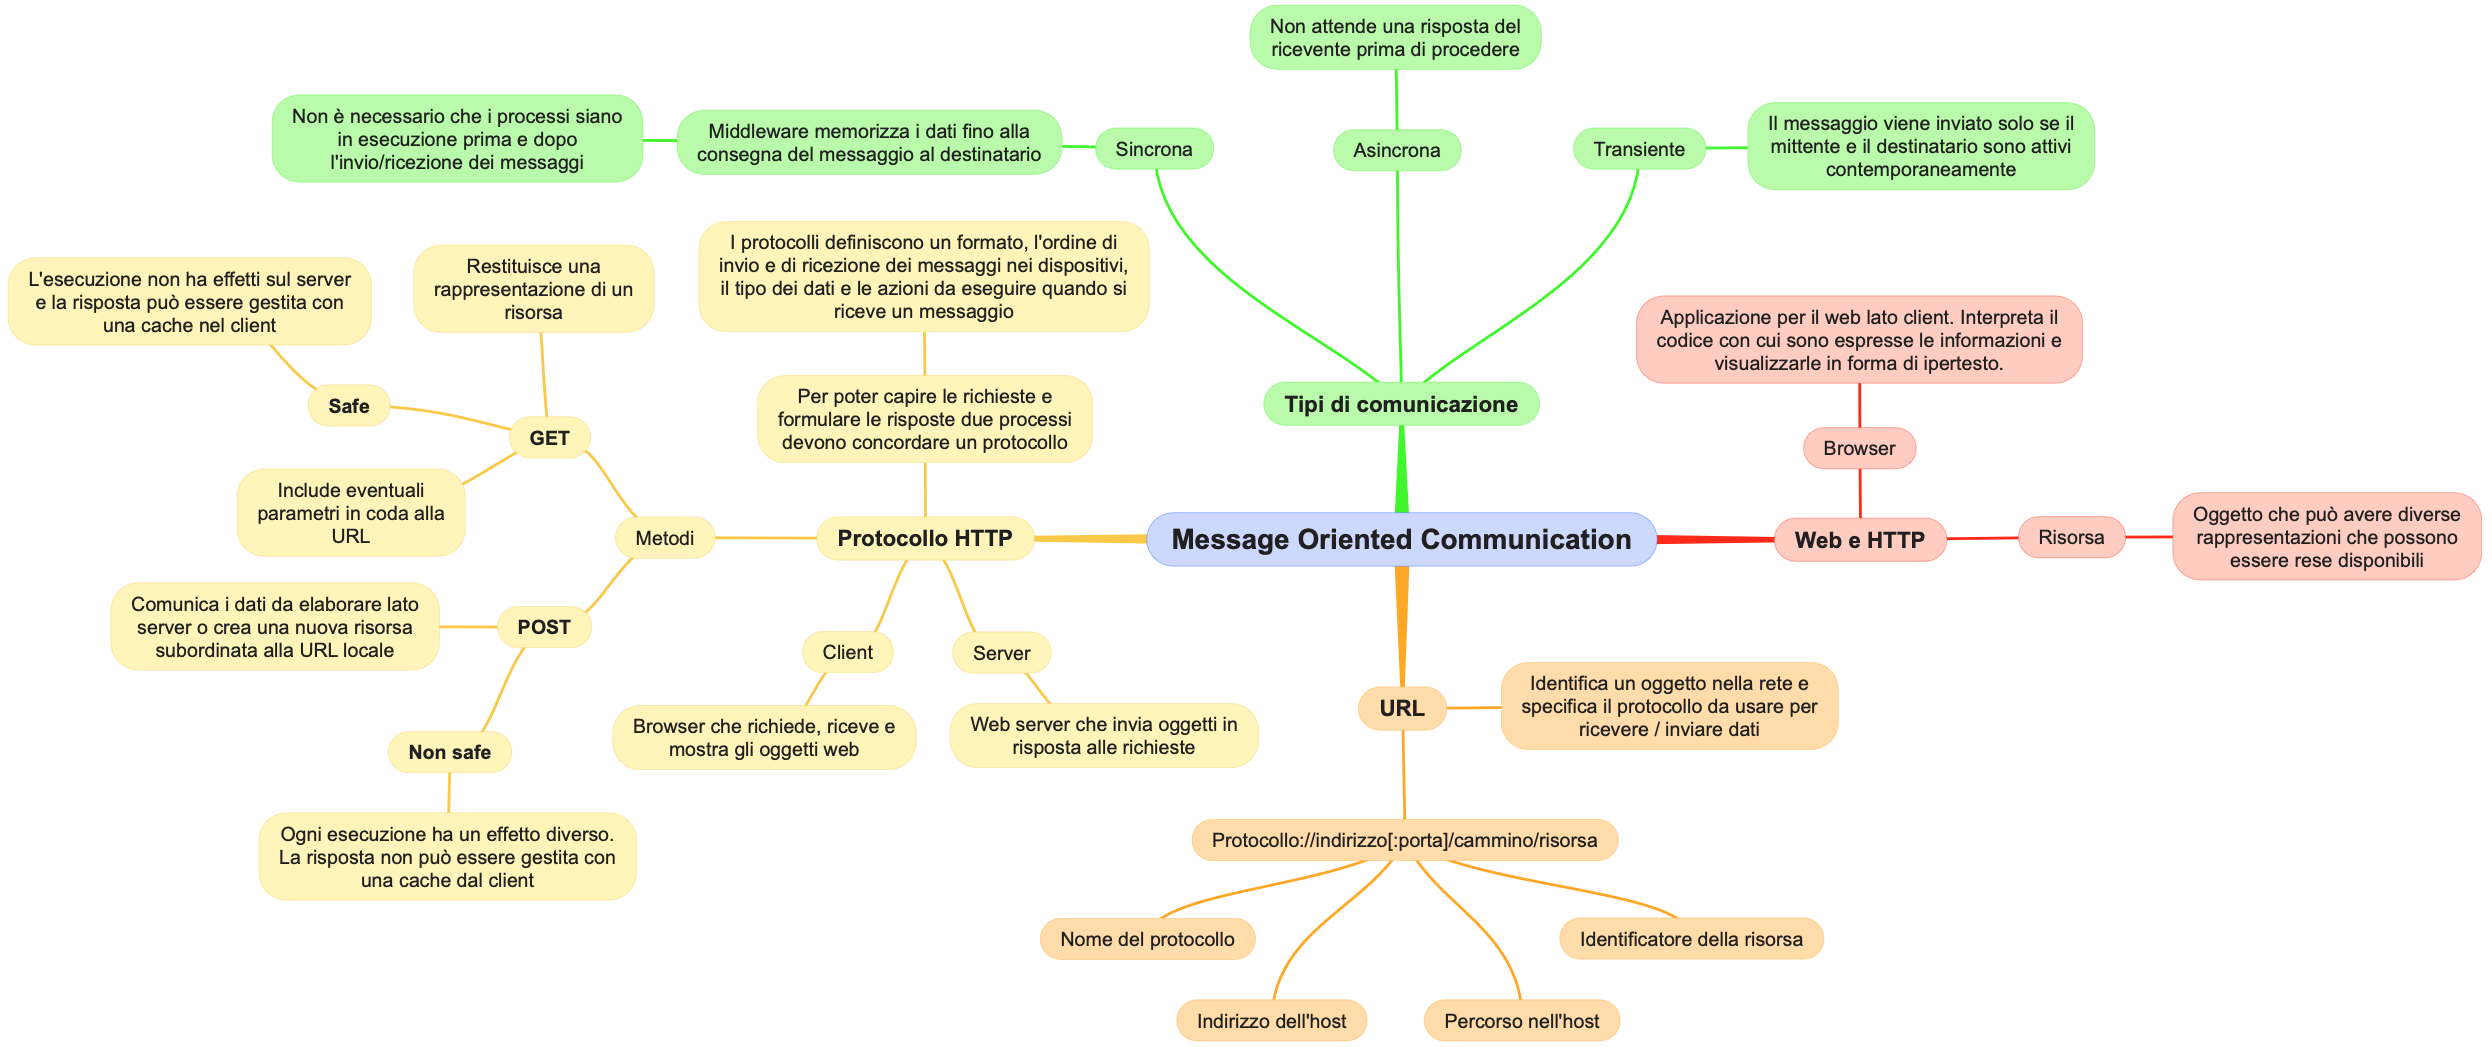 Non attende una risposta del
ricevente prima di procedere
Non è necessario che i processi siano
in esecuzione prima e dopo
l'invio/ricezione dei messaggi
Middleware memorizza i dati fino alla
consegna del messaggio al destinatario
Sincrona
Asincrona
Transiente
Il messaggio viene inviato solo se il
mittente e il destinatario sono attivi
contemporaneamente
Tipi di comunicazione
L'esecuzione non ha effetti sul server
e la risposta può essere gestita con
una cache nel client
Restituisce una
rappresentazione di un
risorsa
I protocolli definiscono un formato, l'ordine di
invio e di ricezione dei messaggi nei dispositivi,
il tipo dei dati e le azioni da eseguire quando si
riceve un messaggio
Safe
GET
Include eventuali
parametri in coda alla
URL
Per poter capire le richieste e
formulare le risposte due processi
devono concordare un protocollo
Metodi
Protocollo HTTP
Message Oriented Communication
Applicazione per il web lato client. Interpreta il
codice con cui sono espresse le informazioni e
visualizzarle in forma di ipertesto.
Browser
Web e HTTP
Risorsa
Oggetto che può avere diverse
rappresentazioni che possono
essere rese disponibili
Comunica i dati da elaborare lato
server o crea una nuova risorsa
subordinata alla URL locale
POST
Non safe
Ogni esecuzione ha un effetto diverso.
La risposta non può essere gestita con
una cache dal client
Client
Server
Browser che richiede, riceve e
mostra gli oggetti web
Web server che invia oggetti in
risposta alle richieste
URL
Identifica un oggetto nella rete e
specifica il protocollo da usare per
ricevere / inviare dati
Protocollo://indirizzo[:porta]/cammino/risorsa
Nome del protocollo
Indirizzo dell'host
Percorso nell'host
Identificatore della risorsa